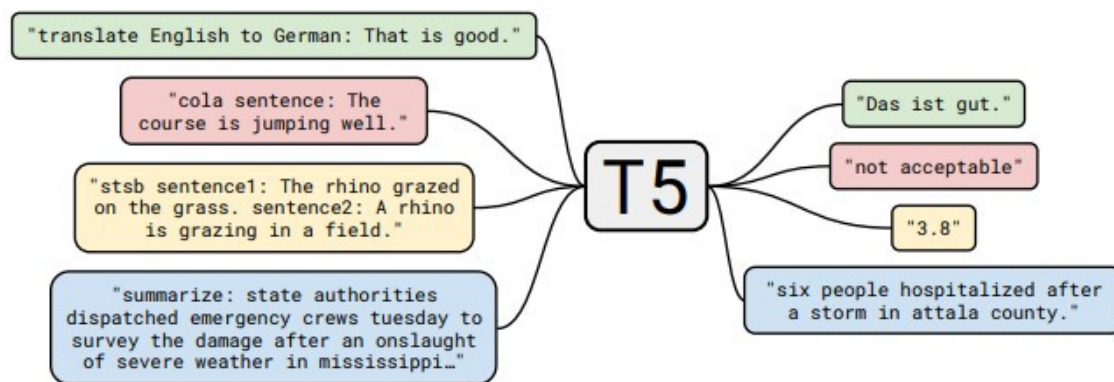 "translate English to German: That is good."
"cola sentence: The
course is jumping well."
"stsb sentence1: The rhino grazed
on the grass. sentence2: A rhino
is grazing in a field."
"summarize: state authorities
dispatched emergency crews tuesday to
survey the damage after an onslaught
of severe weather in mississippi…"
T5
"Das ist gut."
"not acceptable"
"3.8"
"six people hospitalized after
a storm in attala county."